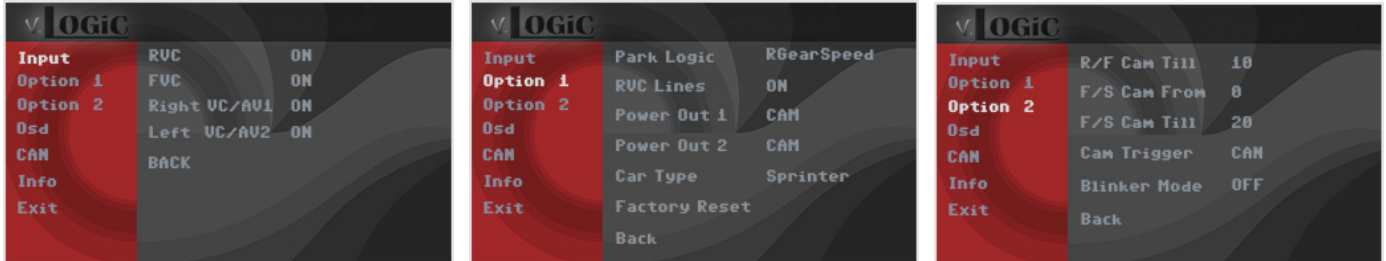 v.LOGiC
Input
Option 1
Option 2
Osd
CAN
Info
Exit
RVC ON
FVC ON
Right VC/AV1 ON
Left VC/AV2 ON
BACK
v.LOGiC
Input
Option 1
Option 2
Osd
CAN
Info
Exit
Park Logic RGearSpeed
RVC Lines ON
Power Out 1 CAM
Power Out 2 CAM
Car Type Sprinter
Factory Reset
Back
v.LOGiC
Input
Option 1
Option 2
Osd
CAN
Info
Exit
R/F Cam Till 10
F/S Cam From 0
F/S Cam Till 20
Cam Trigger CAN
Blinker Mode OFF
Back